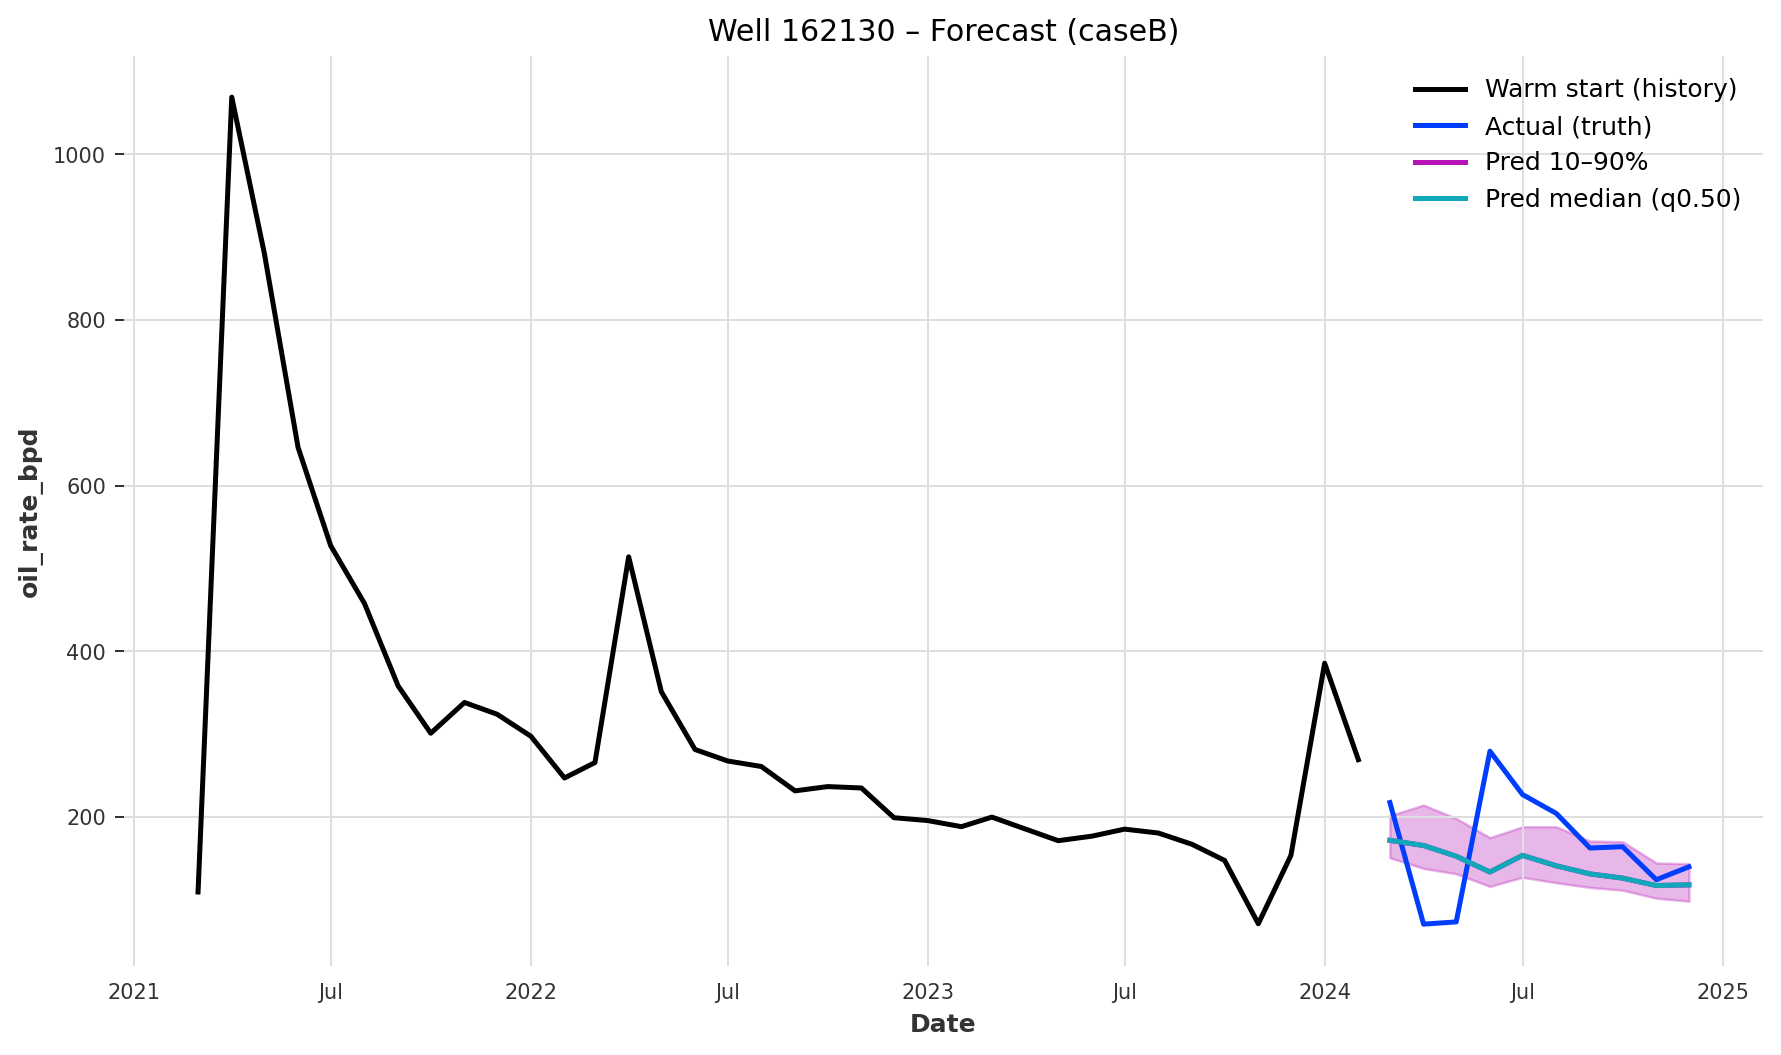 Well 162130 – Forecast (caseB)
Warm start (history)
Actual (truth)
Pred 10–90%
Pred median (q0.50)
1000
800
600
400
200
oil_rate_bpd
2021
Jul
2022
Jul
2023
Jul
2024
Jul
2025
Date